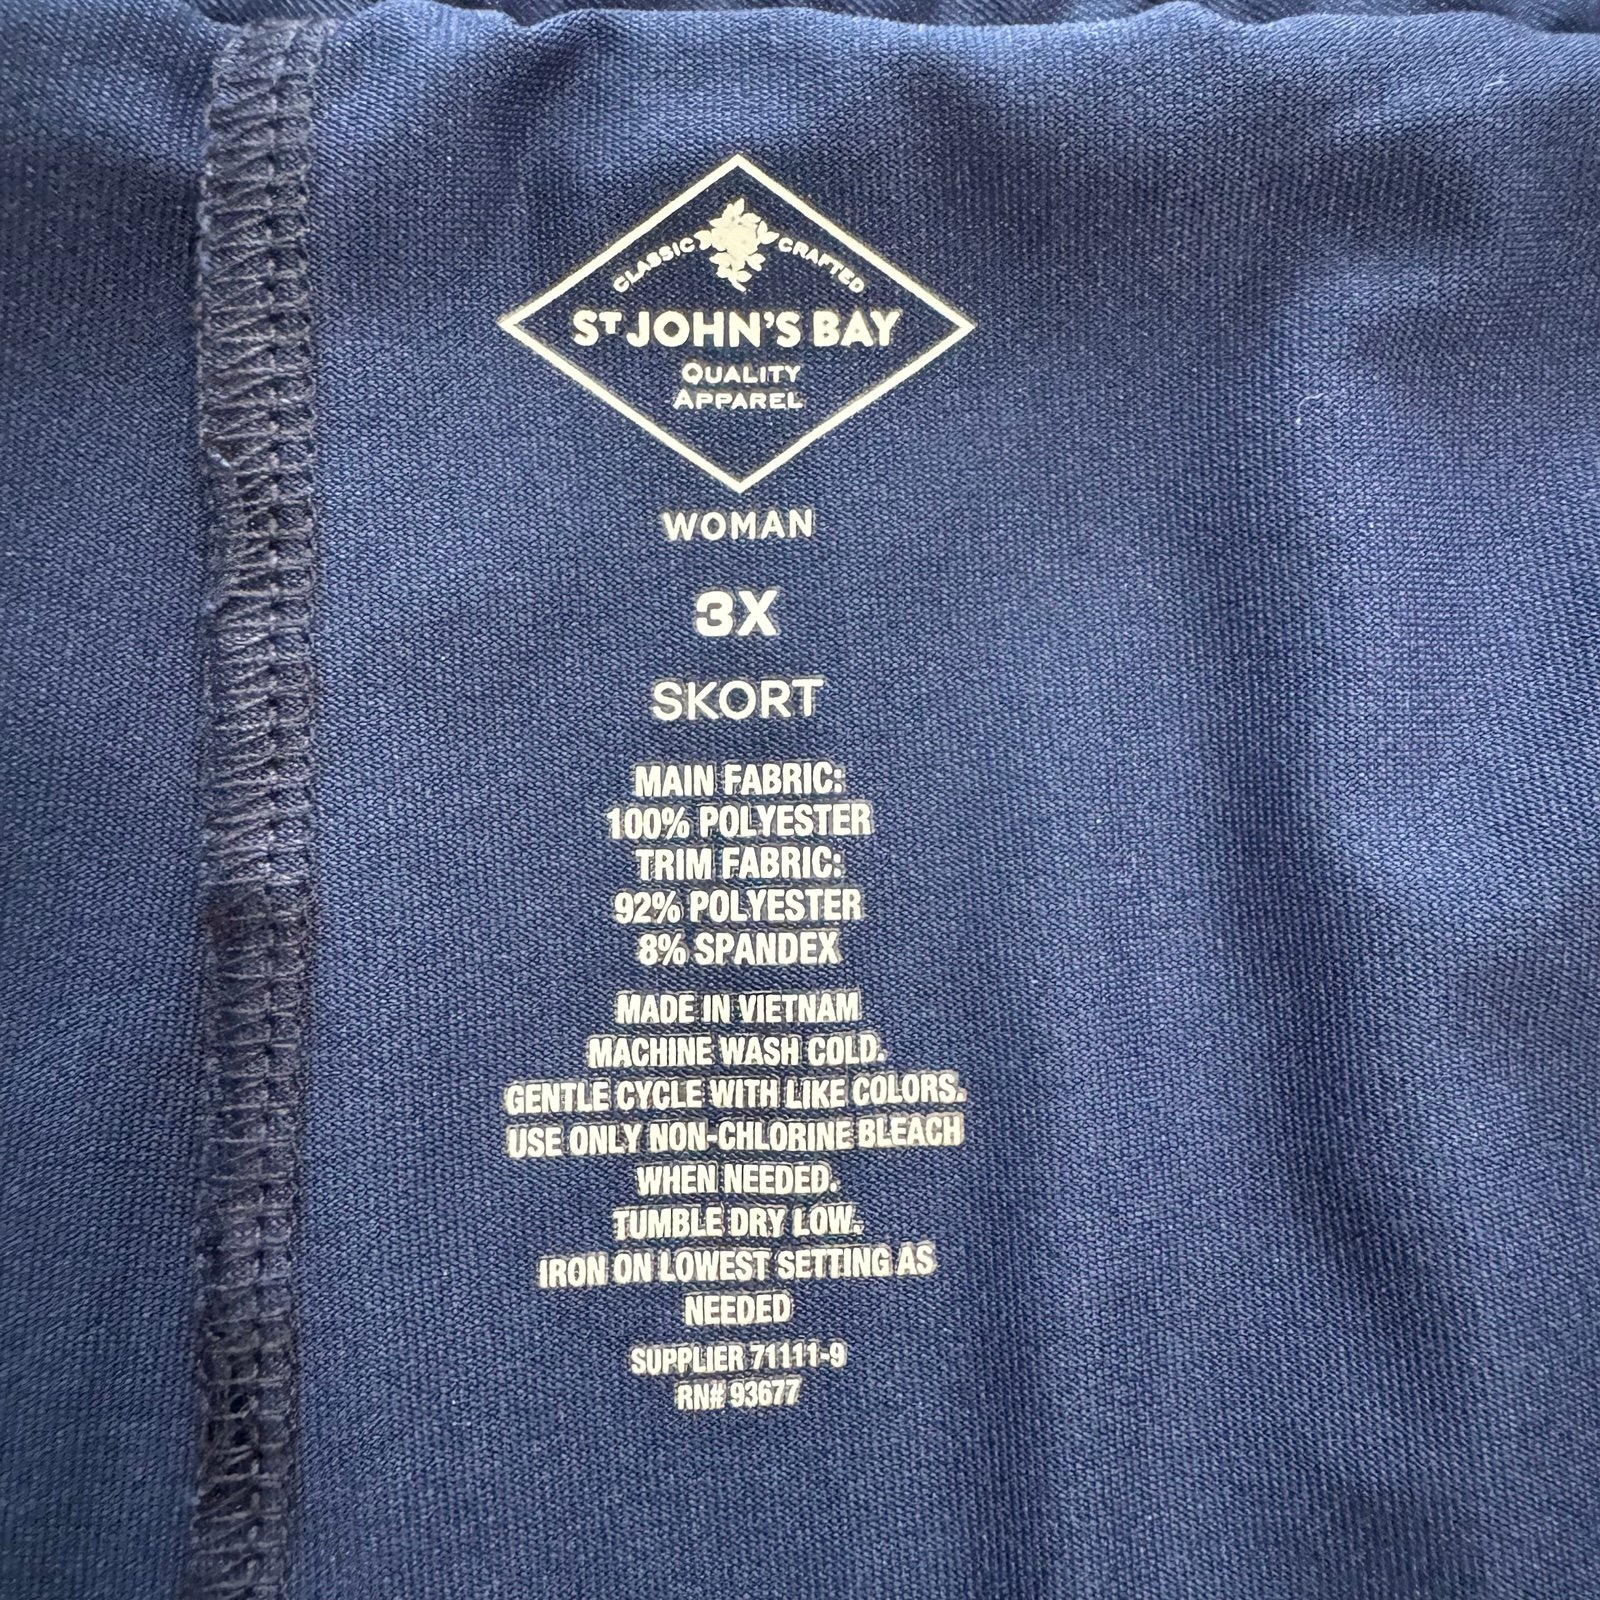 CLASSIC CRAFTED
ST JOHN'S BAY
QUALITY
APPAREL
WOMAN
3X
SKORT
MAIN FABRIC:
100% POLYESTER
TRIM FABRIC:
92% POLYESTER
8% SPANDEX
MADE IN VIETNAM
MACHINE WASH COLD.
GENTLE CYCLE WITH LIKE COLORS.
USE ONLY NON-CHLORINE BLEACH
WHEN NEEDED.
TUMBLE DRY LOW.
IRON ON LOWEST SETTING AS
NEEDED
SUPPLIER 71111-9
RN# 93677